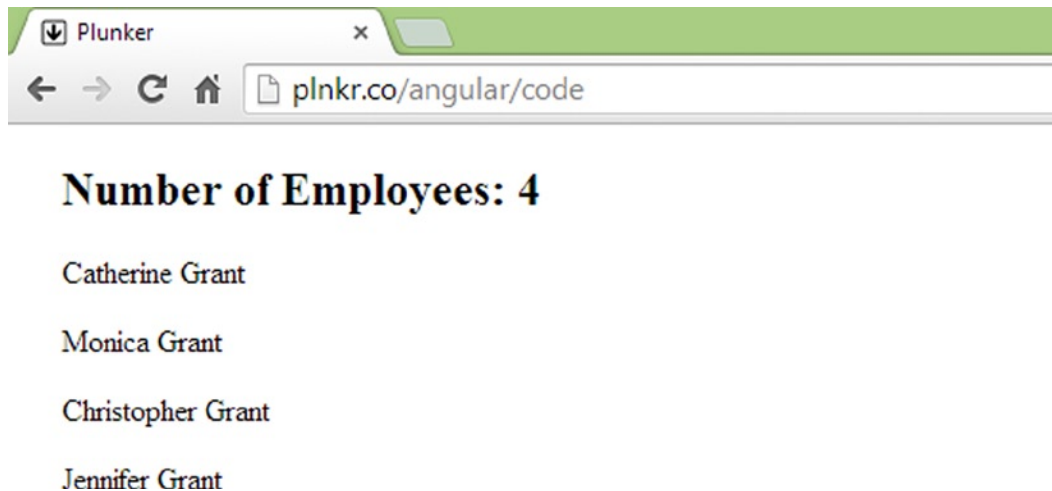 Plunker
plnkr.co/angular/code
Number of Employees: 4
Catherine Grant
Monica Grant
Christopher Grant
Jennifer Grant